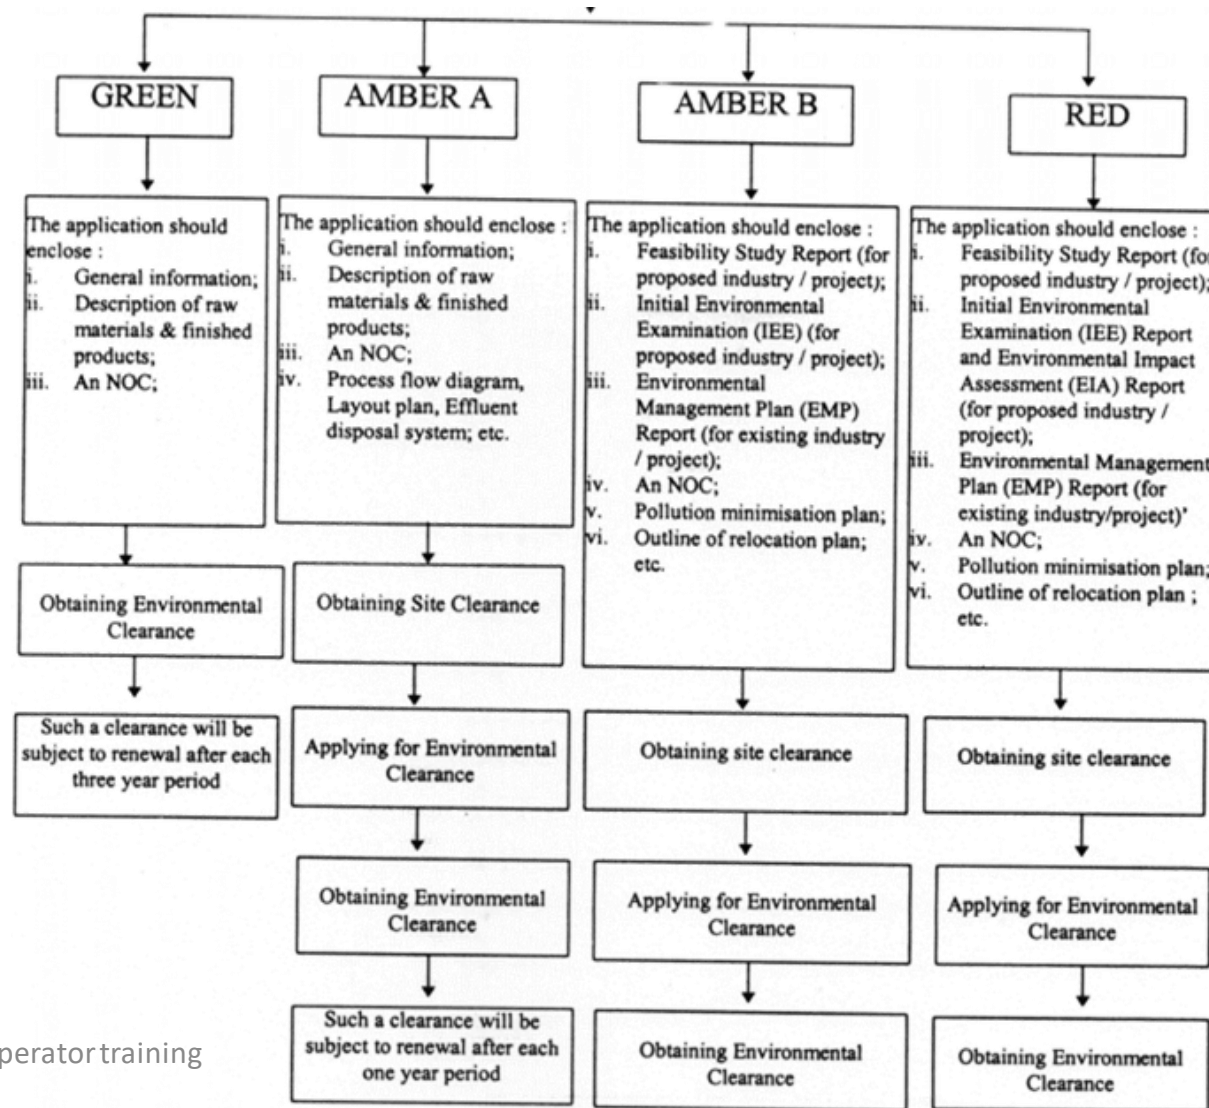 GREEN
AMBER A
AMBER B
RED
The application should
enclose :
i. General information;
ii. Description of raw
materials & finished
products;
iii. An NOC;
Obtaining Environmental
Clearance
Such a clearance will be
subject to renewal after each
three year period
The application should enclose :
i. General information;
ii. Description of raw
materials & finished
products;
iii. An NOC;
iv. Process flow diagram,
Layout plan, Effluent
disposal system; etc.
Obtaining Site Clearance
Applying for Environmental
Clearance
Obtaining Environmental
Clearance
Such a clearance will be
subject to renewal after each
one year period
The application should enclose :
i. Feasibility Study Report (for
proposed industry / project);
ii. Initial Environmental
Examination (IEE) (for
proposed industry / project);
iii. Environmental
Management Plan (EMP)
Report (for existing industry
/ project);
iv. An NOC;
v. Pollution minimisation plan;
vi. Outline of relocation plan;
etc.
Obtaining site clearance
Applying for Environmental
Clearance
Obtaining Environmental
Clearance
The application should enclose :
i. Feasibility Study Report (for
proposed industry / project);
ii. Initial Environmental
Examination (IEE) Report
and Environmental Impact
Assessment (EIA) Report
(for proposed industry /
project);
iii. Environmental Management
Plan (EMP) Report (for
existing industry/project)'
iv. An NOC;
v. Pollution minimisation plan;
vi. Outline of relocation plan ;
etc.
Obtaining site clearance
Applying for Environmental
Clearance
Obtaining Environmental
Clearance
perator training